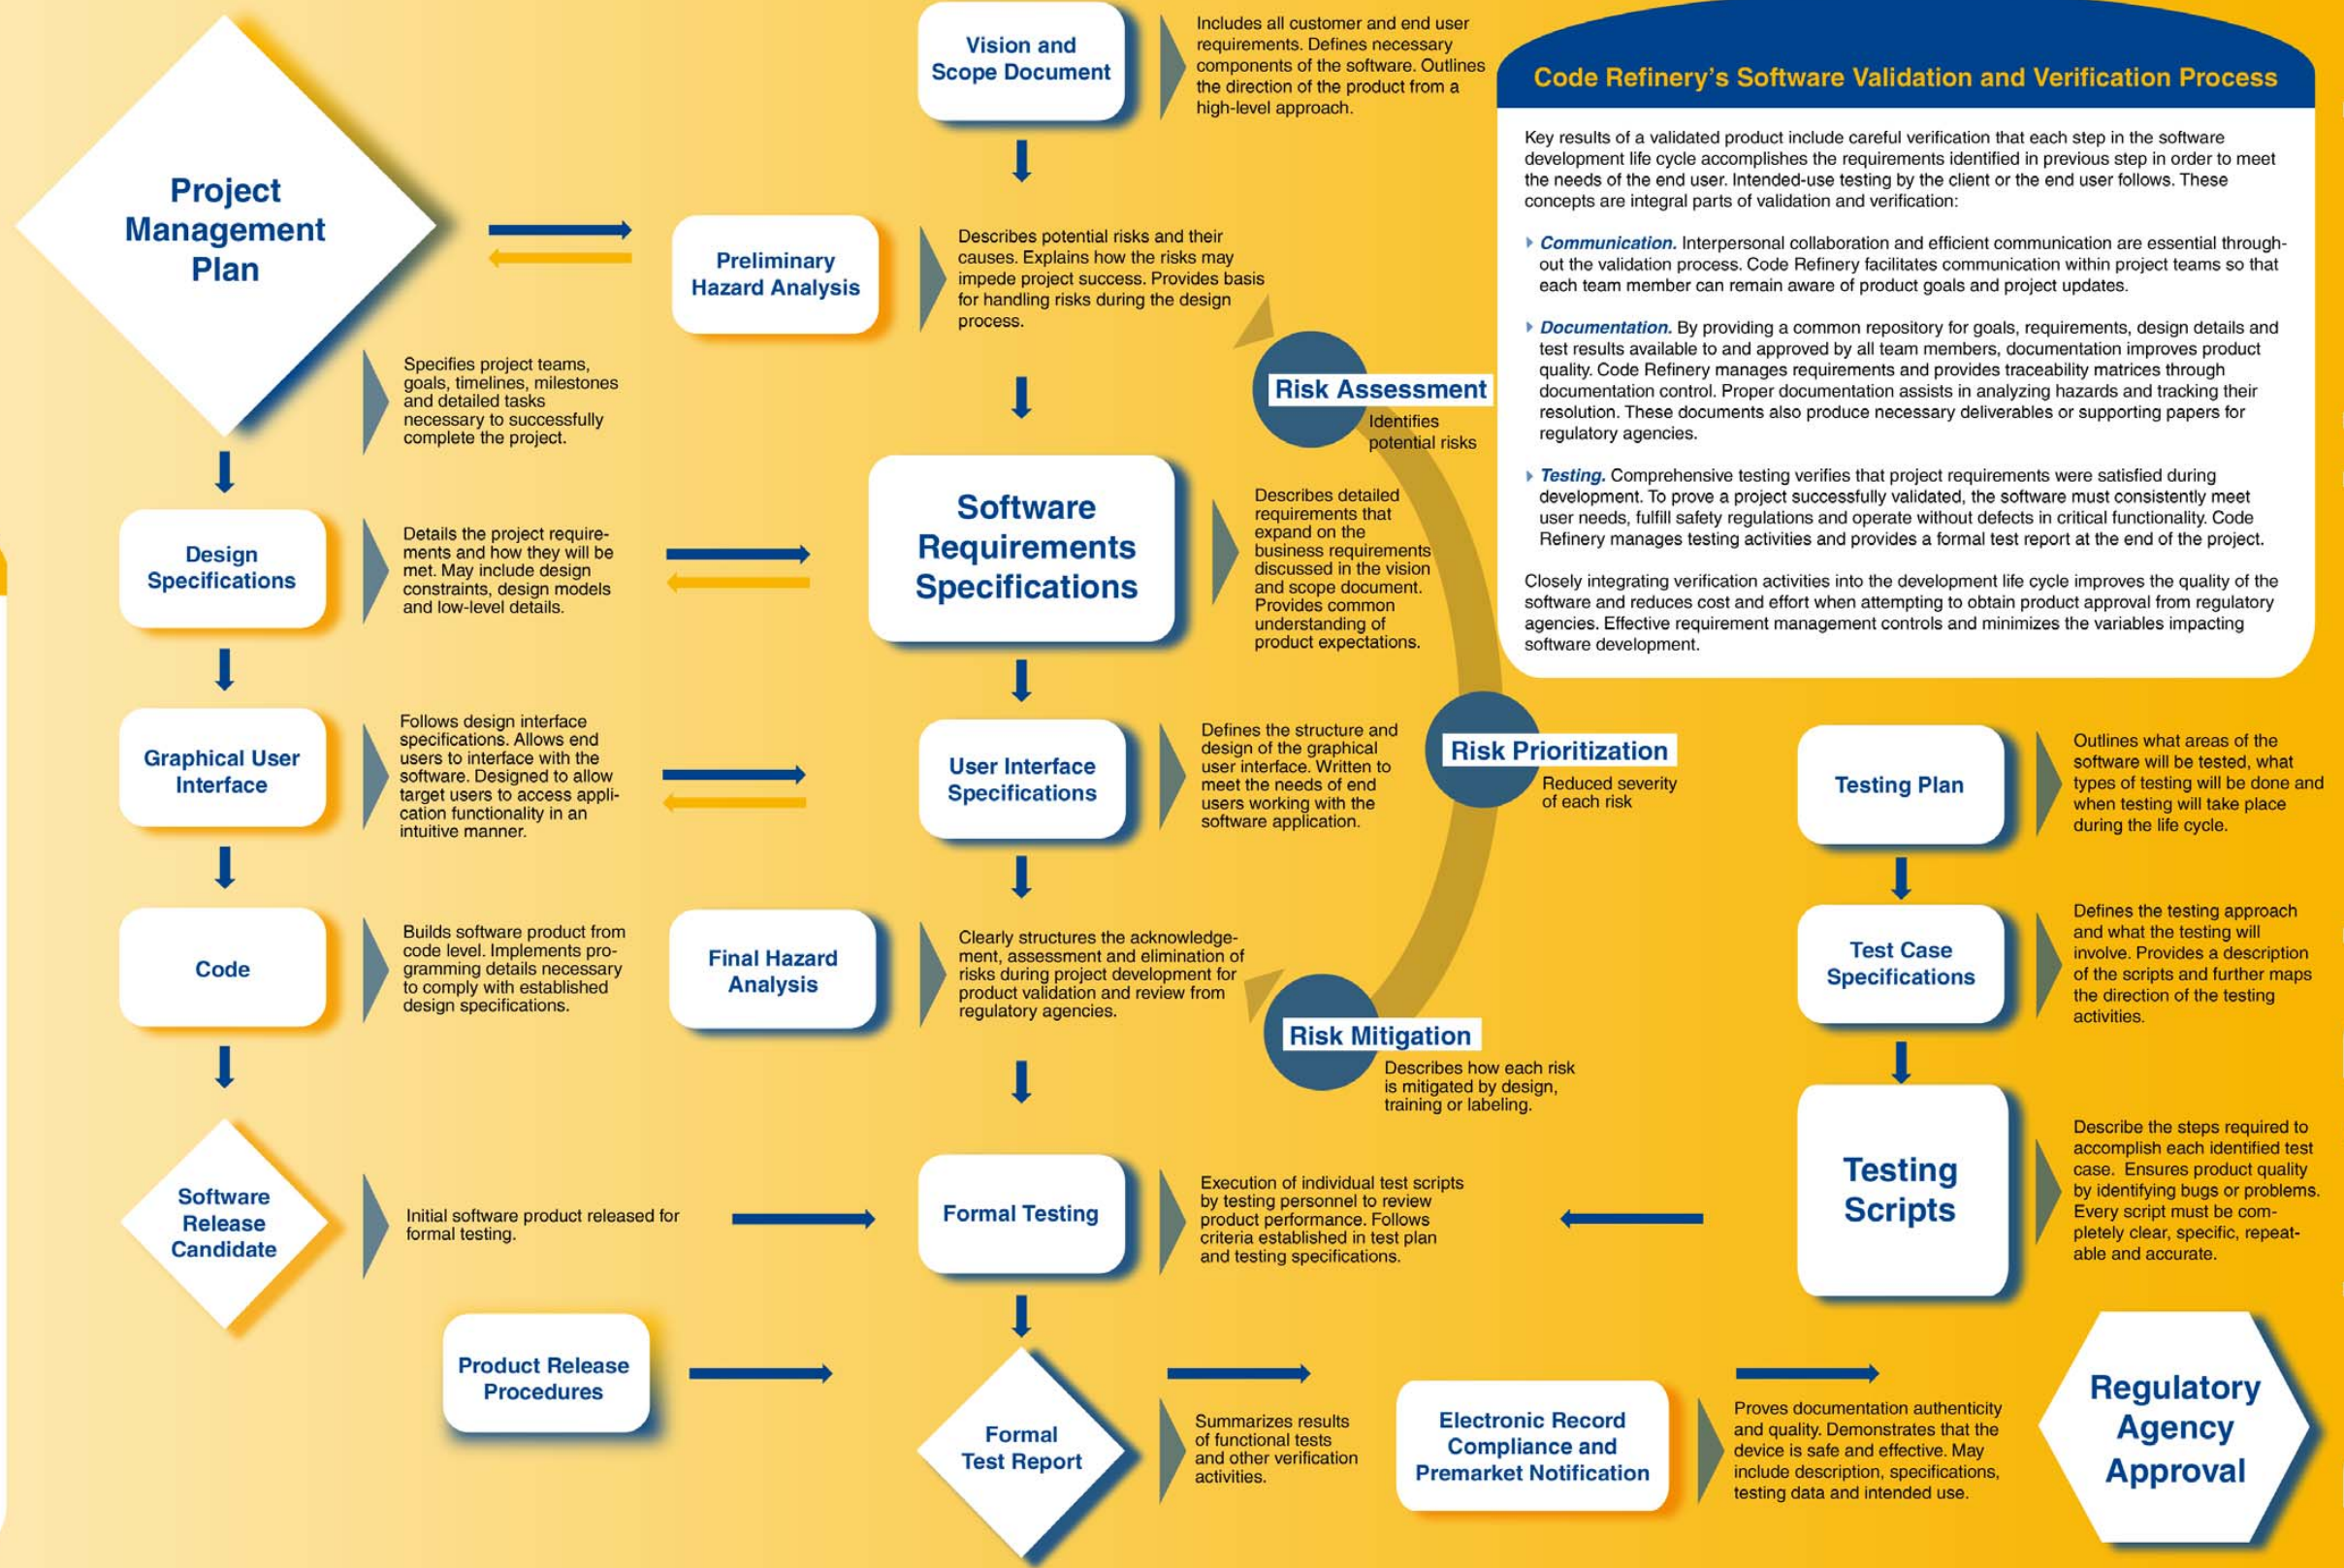 Project
Management
Plan
Specifies project teams,
goals, timelines, milestones
and detailed tasks
necessary to successfully
complete the project.
Design
Specifications
Details the project require-
ments and how they will be
met. May include design
constraints, design models
and low-level details.
Graphical User
Interface
Follows design interface
specifications. Allows end
users to interface with the
software. Designed to allow
target users to access appli-
cation functionality in an
intuitive manner.
Code
Builds software product from
code level. Implements pro-
gramming details necessary
to comply with established
design specifications.
Software
Release
Candidate
Initial software product released for
formal testing.
Product Release
Procedures
Vision and
Scope Document
Includes all customer and end user
requirements. Defines necessary
components of the software. Outlines
the direction of the product from a
high-level approach.
Preliminary
Hazard Analysis
Describes potential risks and their
causes. Explains how the risks may
impede project success. Provides basis
for handling risks during the design
process.
Software
Requirements
Specifications
Describes detailed
requirements that
expand on the
business requirements
discussed in the vision
and scope document.
Provides common
understanding of
product expectations.
User Interface
Specifications
Defines the structure and
design of the graphical
user interface. Written to
meet the needs of end
users working with the
software application.
Final Hazard
Analysis
Clearly structures the acknowledge-
ment, assessment and elimination of
risks during project development for
product validation and review from
regulatory agencies.
Formal Testing
Execution of individual test scripts
by testing personnel to review
product performance. Follows
criteria established in test plan
and testing specifications.
Formal
Test Report
Summarizes results
of functional tests
and other verification
activities.
Risk Assessment
Identifies
potential risks
Risk Prioritization
Reduced severity
of each risk
Risk Mitigation
Describes how each risk
is mitigated by design,
training or labeling.
Code Refinery's Software Validation and Verification Process
Key results of a validated product include careful verification that each step in the software
development life cycle accomplishes the requirements identified in previous step in order to meet
the needs of the end user. Intended-use testing by the client or the end user follows. These
concepts are integral parts of validation and verification:
Communication. Interpersonal collaboration and efficient communication are essential through-
out the validation process. Code Refinery facilitates communication within project teams so that
each team member can remain aware of product goals and project updates.
Documentation. By providing a common repository for goals, requirements, design details and
test results available to and approved by all team members, documentation improves product
quality. Code Refinery manages requirements and provides traceability matrices through
documentation control. Proper documentation assists in analyzing hazards and tracking their
resolution. These documents also produce necessary deliverables or supporting papers for
regulatory agencies.
Testing. Comprehensive testing verifies that project requirements were satisfied during
development. To prove a project successfully validated, the software must consistently meet
user needs, fulfill safety regulations and operate without defects in critical functionality. Code
Refinery manages testing activities and provides a formal test report at the end of the project.
Closely integrating verification activities into the development life cycle improves the quality of the
software and reduces cost and effort when attempting to obtain product approval from regulatory
agencies. Effective requirement management controls and minimizes the variables impacting
software development.
Testing Plan
Outlines what areas of the
software will be tested, what
types of testing will be done and
when testing will take place
during the life cycle.
Test Case
Specifications
Defines the testing approach
and what the testing will
involve. Provides a description
of the scripts and further maps
the direction of the testing
activities.
Testing
Scripts
Describe the steps required to
accomplish each identified test
case. Ensures product quality
by identifying bugs or problems.
Every script must be com-
pletely clear, specific, repeat-
able and accurate.
Electronic Record
Compliance and
Premarket Notification
Proves documentation authenticity
and quality. Demonstrates that the
device is safe and effective. May
include description, specifications,
testing data and intended use.
Regulatory
Agency
Approval